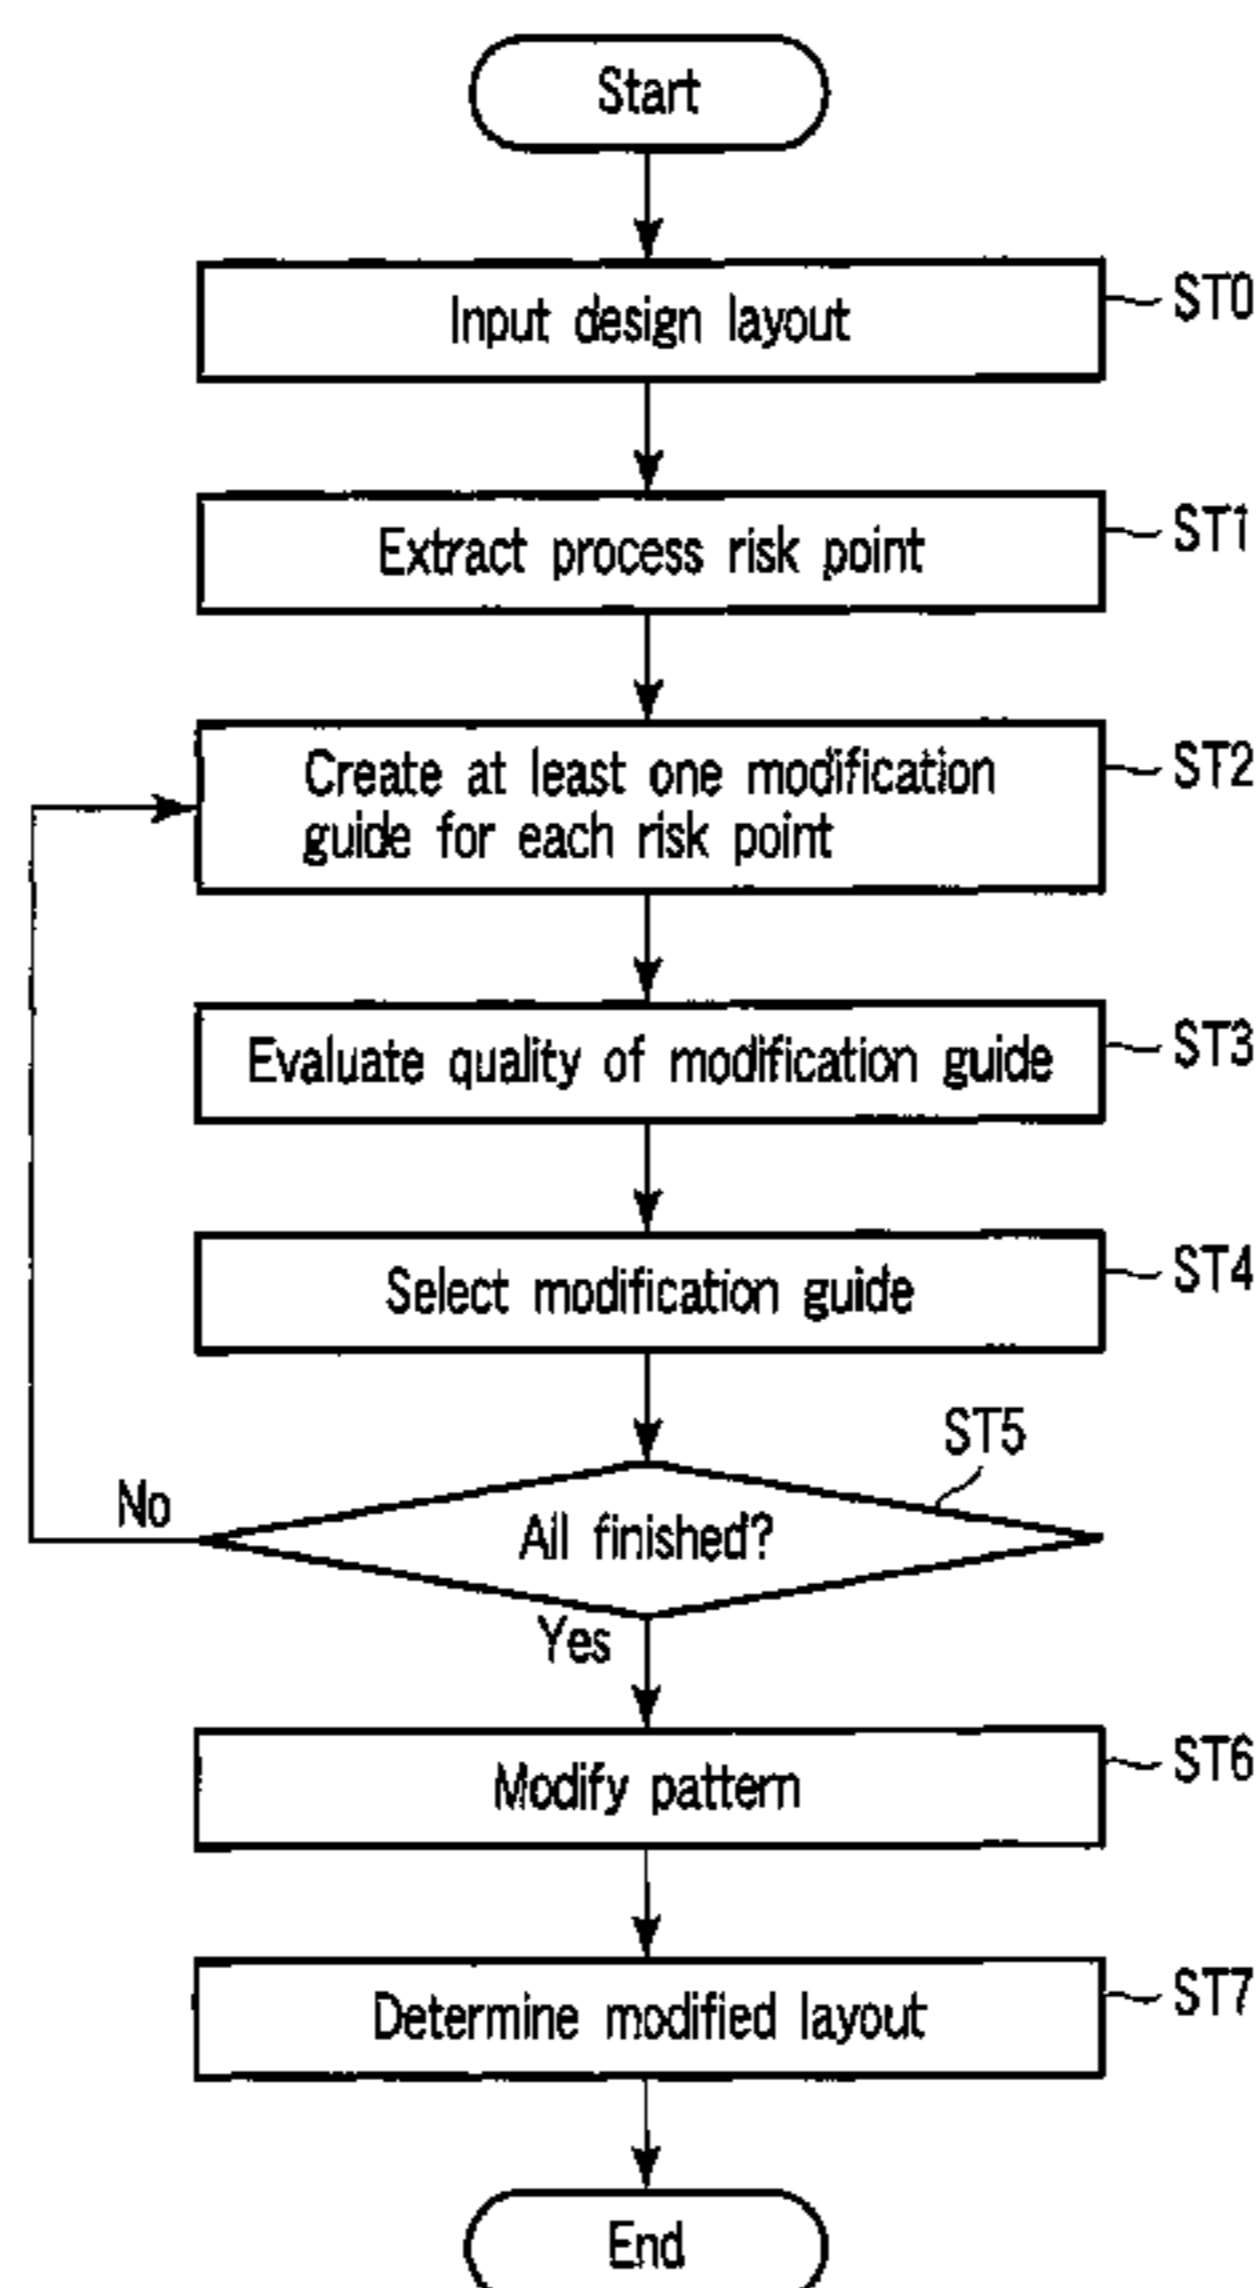 Start
Input design layout
ST0
Extract process risk point
ST1
Create at least one modification
guide for each risk point
ST2
Evaluate quality of modification guide
ST3
Select modification guide
ST4
ST5
All finished?
No
Yes
Modify pattern
ST6
Determine modified layout
ST7
End